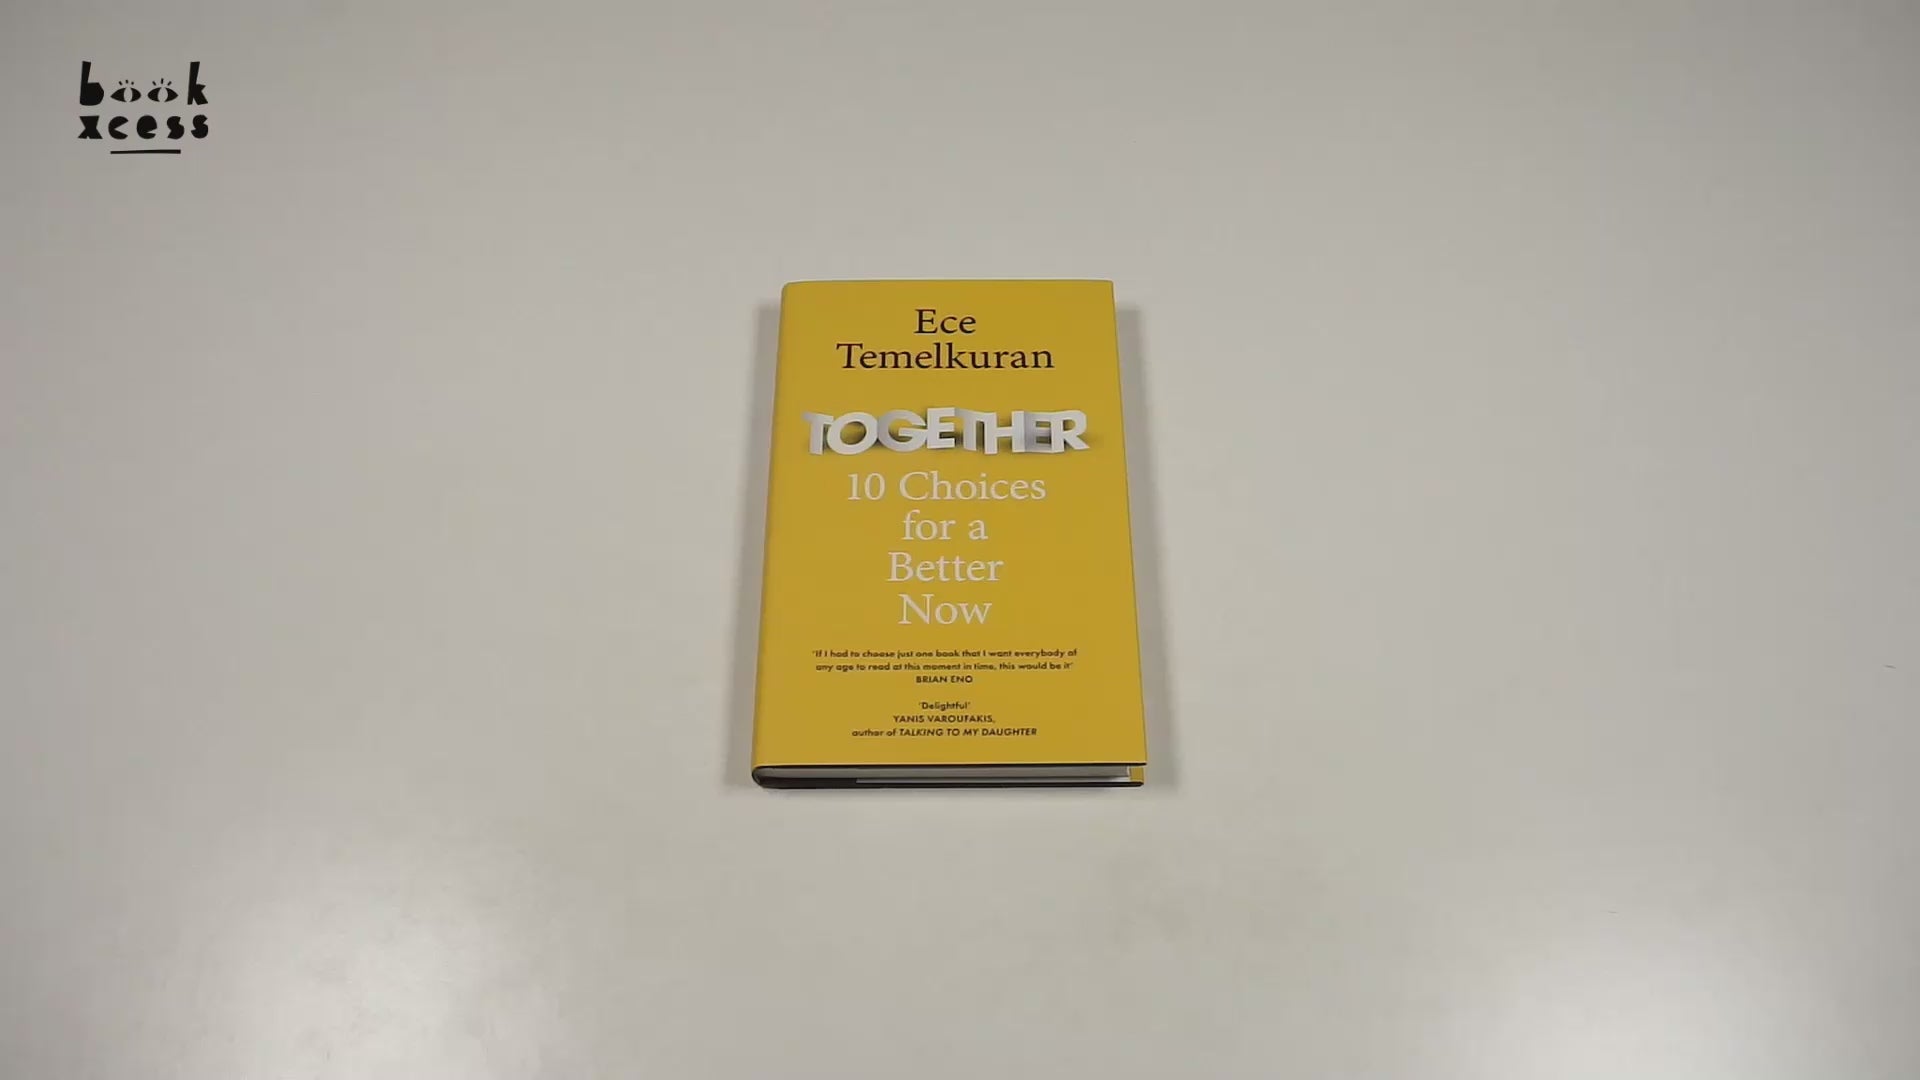 book
xcess
Ece
Temelkuran
TOGETHER
10 Choices
for a
Better
Now
'If I had to choose just one book that I want everybody of
any age to read at this moment in time, this would be it'
BRIAN ENO
'Delightful'
YANIS VAROUFAKIS,
author of TALKING TO MY DAUGHTER